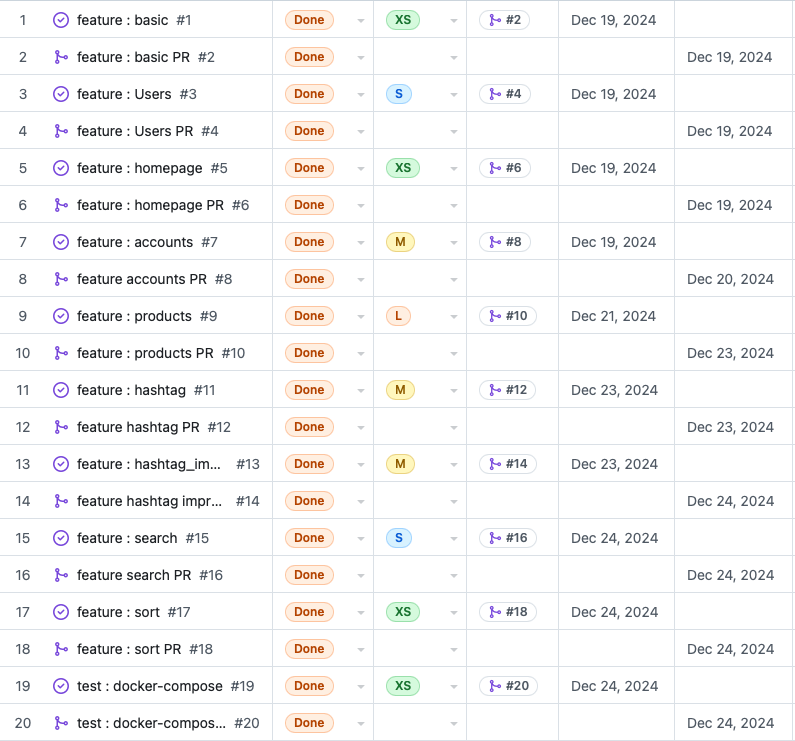 1 feature : basic #1 Done XS #2 Dec 19, 2024
2 feature : basic PR #2 Done Dec 19, 2024
3 feature : Users #3 Done S #4 Dec 19, 2024
4 feature : Users PR #4 Done Dec 19, 2024
5 feature : homepage #5 Done XS #6 Dec 19, 2024
6 feature : homepage PR #6 Done Dec 19, 2024
7 feature : accounts #7 Done M #8 Dec 19, 2024
8 feature accounts PR #8 Done Dec 20, 2024
9 feature : products #9 Done L #10 Dec 21, 2024
10 feature : products PR #10 Done Dec 23, 2024
11 feature : hashtag #11 Done M #12 Dec 23, 2024
12 feature hashtag PR #12 Done Dec 23, 2024
13 feature : hashtag_im... #13 Done M #14 Dec 23, 2024
14 feature hashtag impr... #14 Done Dec 24, 2024
15 feature : search #15 Done S #16 Dec 24, 2024
16 feature search PR #16 Done Dec 24, 2024
17 feature : sort #17 Done XS #18 Dec 24, 2024
18 feature : sort PR #18 Done Dec 24, 2024
19 test : docker-compose #19 Done XS #20 Dec 24, 2024
20 test : docker-compos... #20 Done Dec 24, 2024